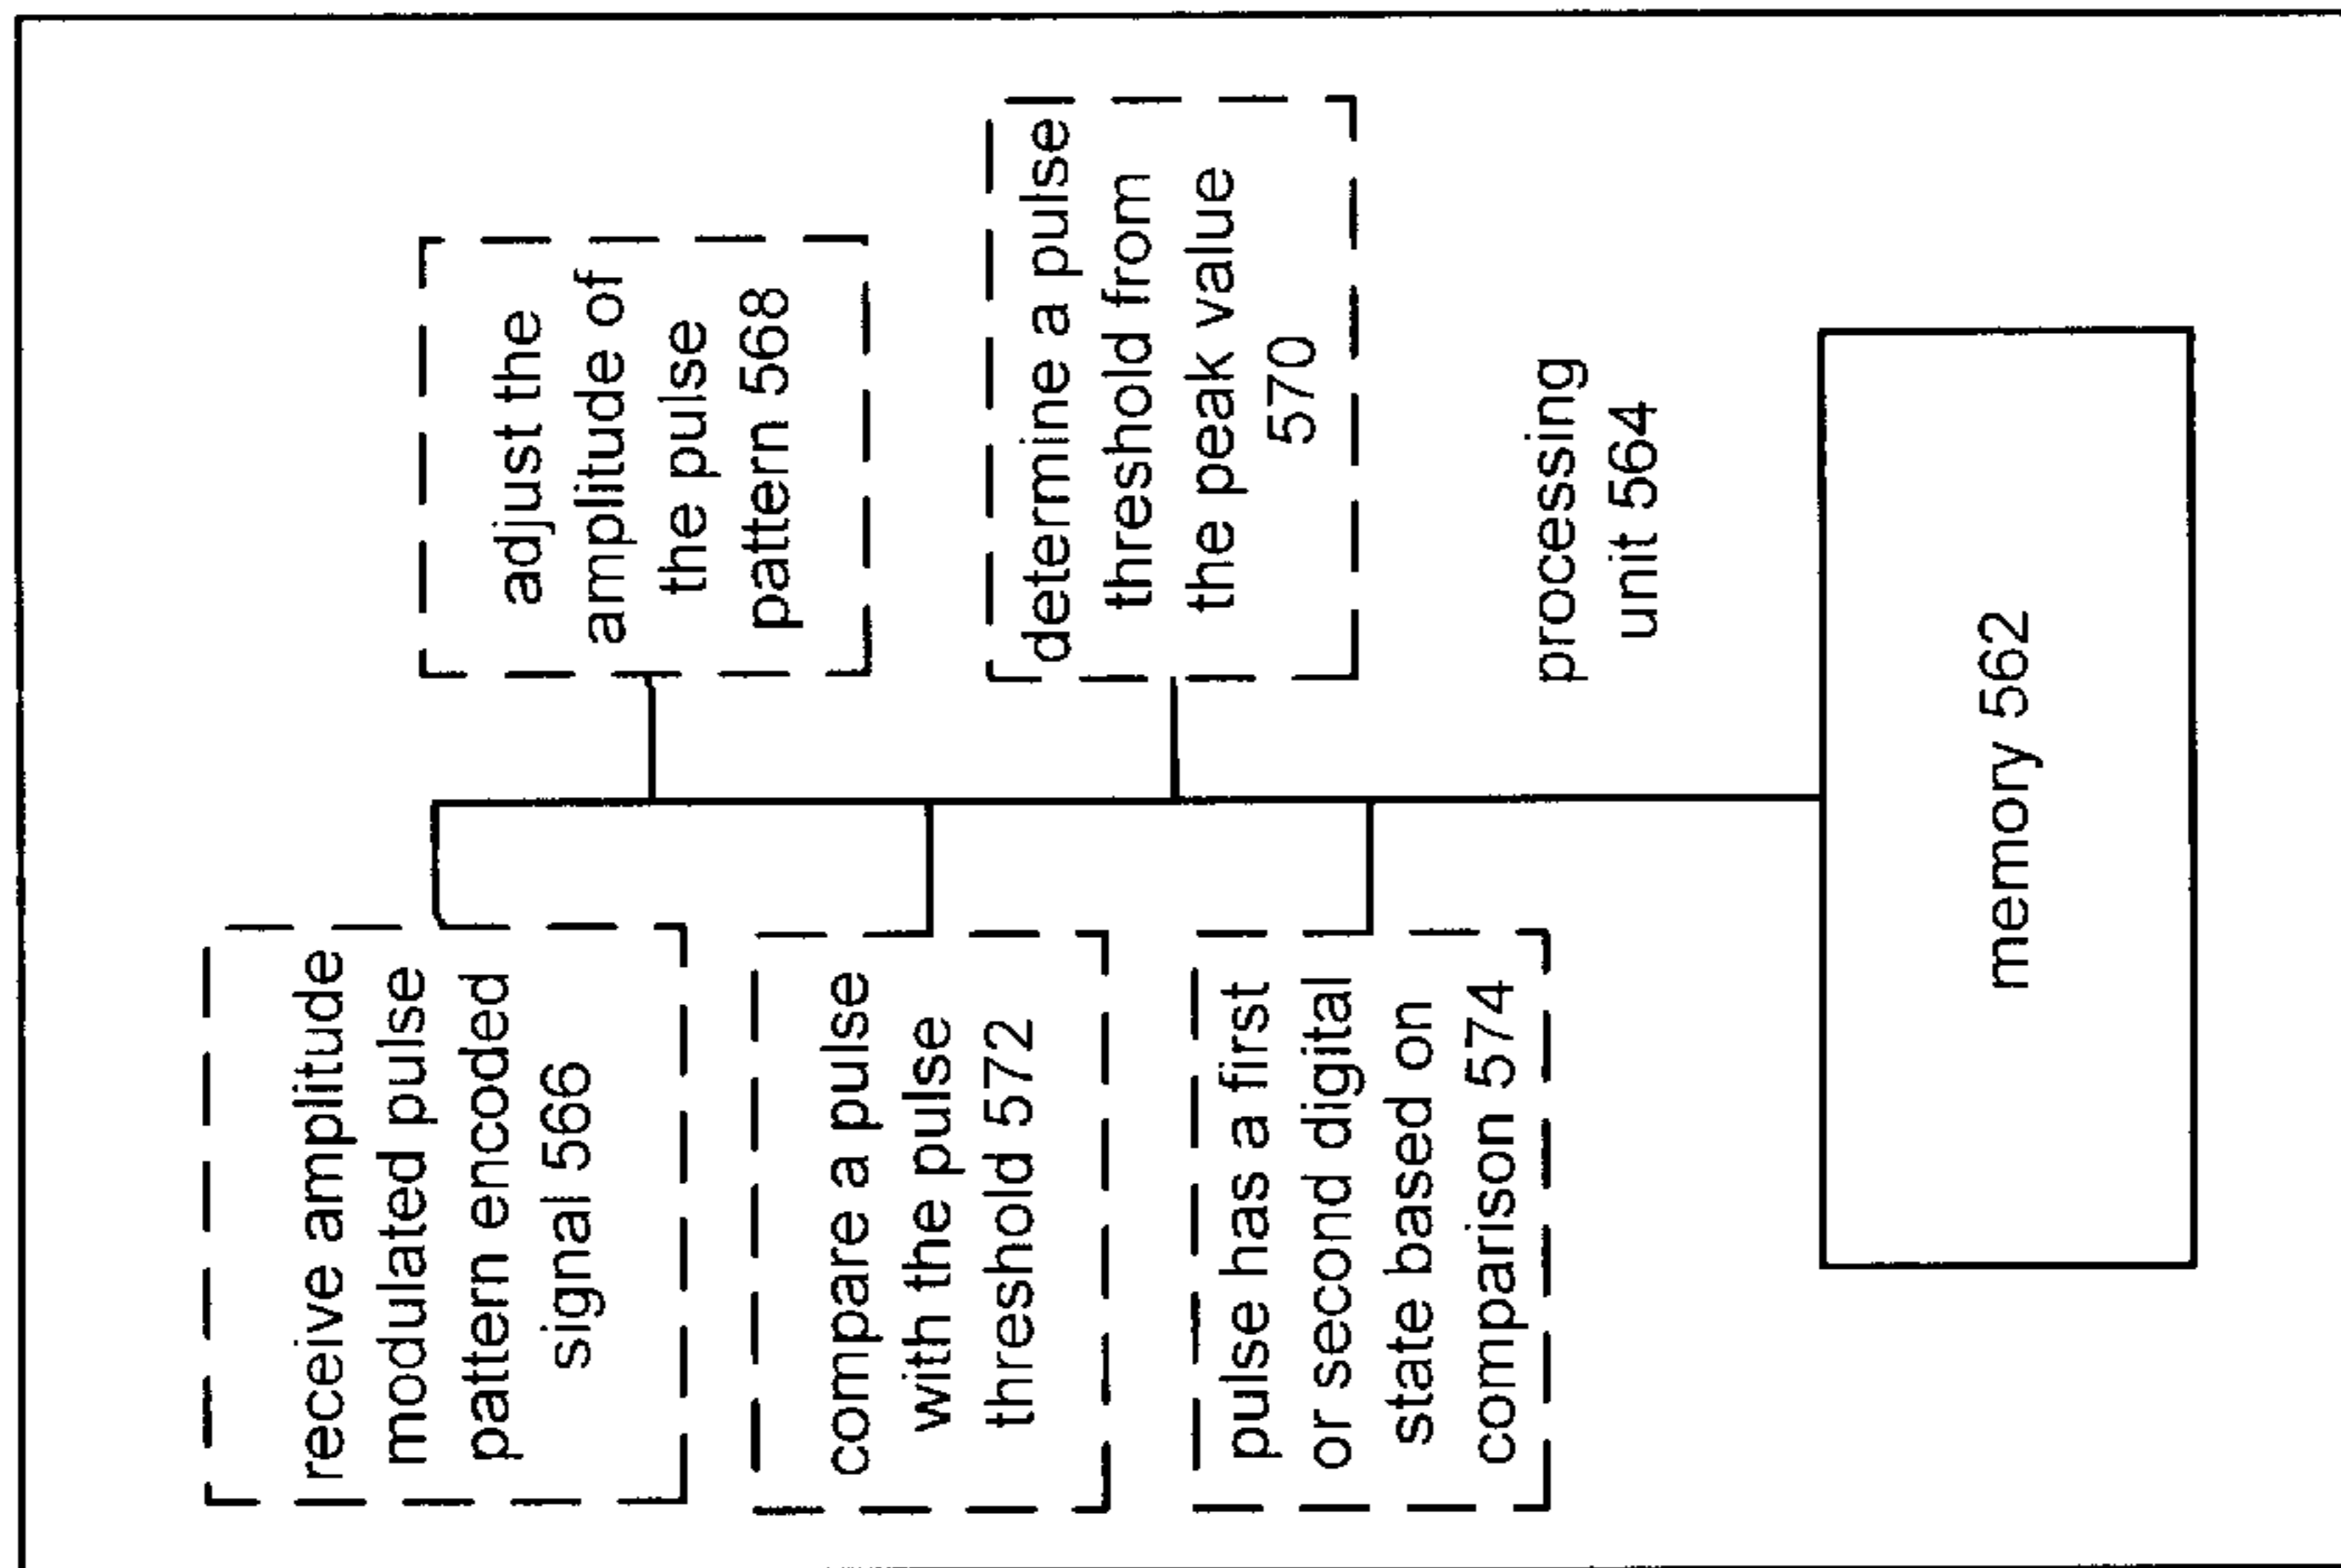 receive amplitude
modulated pulse
pattern encoded
signal 566
adjust the
amplitude of
the pulse
pattern 568
compare a pulse
with the pulse
threshold 572
determine a pulse
threshold from
the peak value
570
pulse has a first
or second digital
state based on
comparison 574
processing
unit 564
memory 562